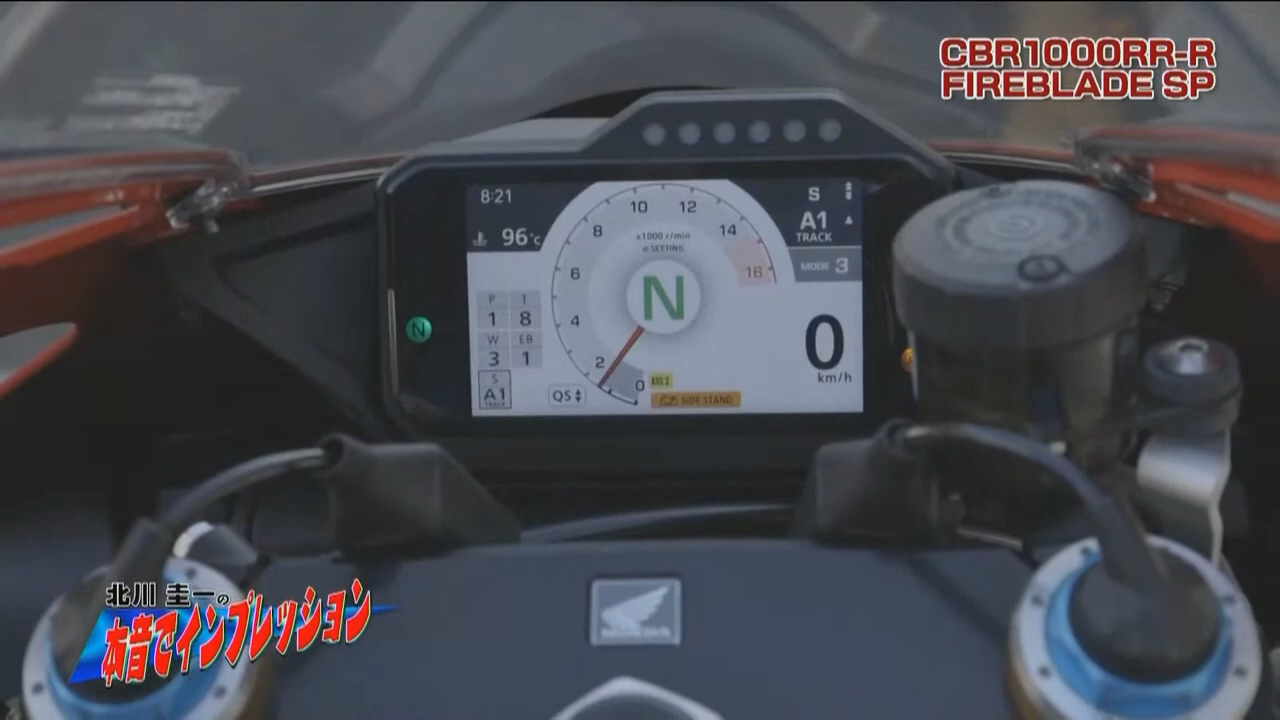 CBR1000RR-R
FIREBLADE SP
8:21
96°C
10 12
8 14
x1000 r/min
SETTING
6 16
4
2
0
N
S
A1
TRACK
MODE 3
P T
1 8
W EB
3 1
S
A1
TRACK
QS
SIDE STAND
0
km/h
N
HONDA
北川 圭一の
本音でインプレッション